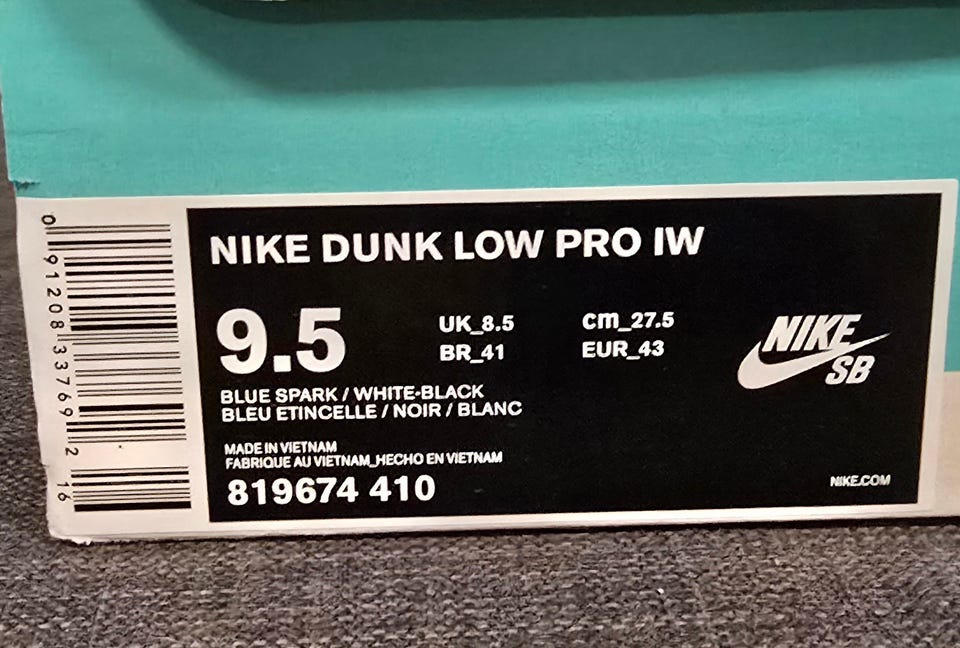 NIKE DUNK LOW PRO IW
9.5
UK_8.5
cm_27.5
BR_41
EUR_43
NIKE
SB
BLUE SPARK / WHITE-BLACK
BLEU ETINCELLE / NOIR / BLANC
MADE IN VIETNAM
FABRIQUE AU VIETNAM_HECHO EN VIETNAM
819674 410
NIKE.COM
0 91208 33769 2 16